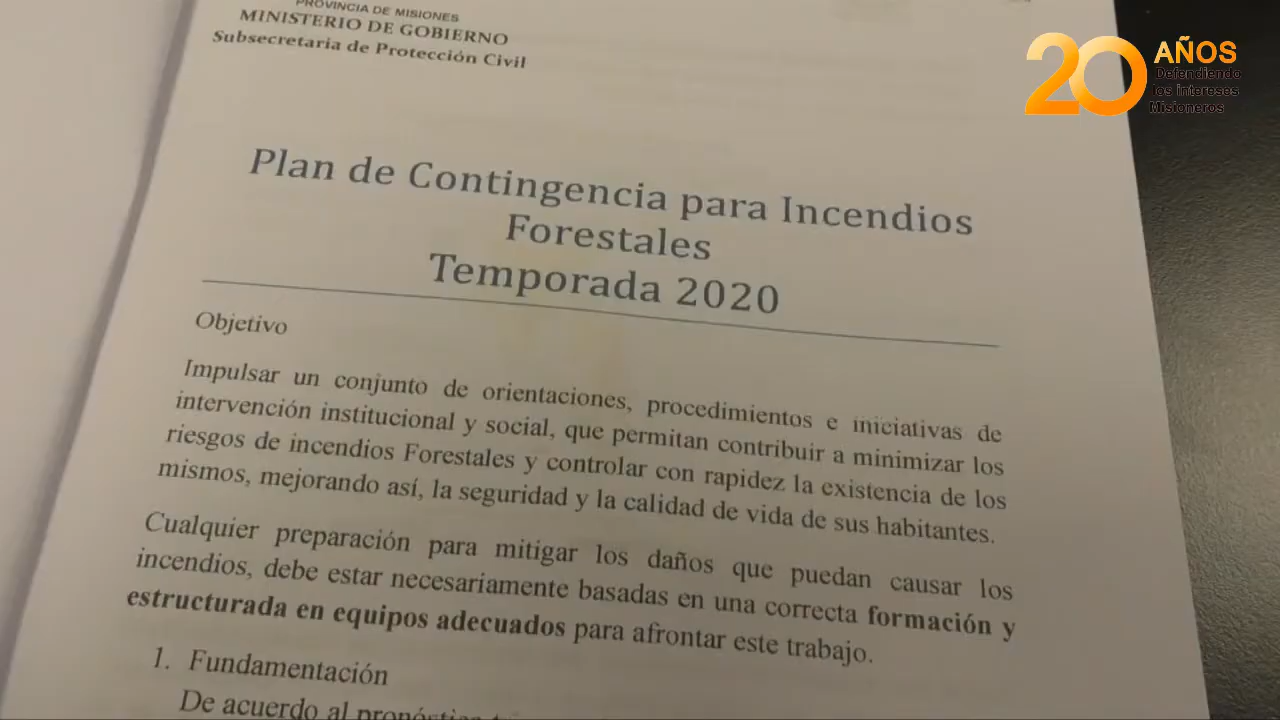 PROVINCIA DE MISIONES
MINISTERIO DE GOBIERNO
Subsecretaria de Protección Civil
20 AÑOS
Defendiendo
los intereses
Misioneros
Plan de Contingencia para Incendios
Forestales
Temporada 2020
Objetivo
Impulsar un conjunto de orientaciones, procedimientos e iniciativas de
intervención institucional y social, que permitan contribuir a minimizar los
riesgos de incendios Forestales y controlar con rapidez la existencia de los
mismos, mejorando así, la seguridad y la calidad de vida de sus habitantes.
Cualquier preparación para mitigar los daños que puedan causar los
incendios, debe estar necesariamente basadas en una correcta formación y
estructurada en equipos adecuados para afrontar este trabajo.
1. Fundamentación
De acuerdo al pronóstico